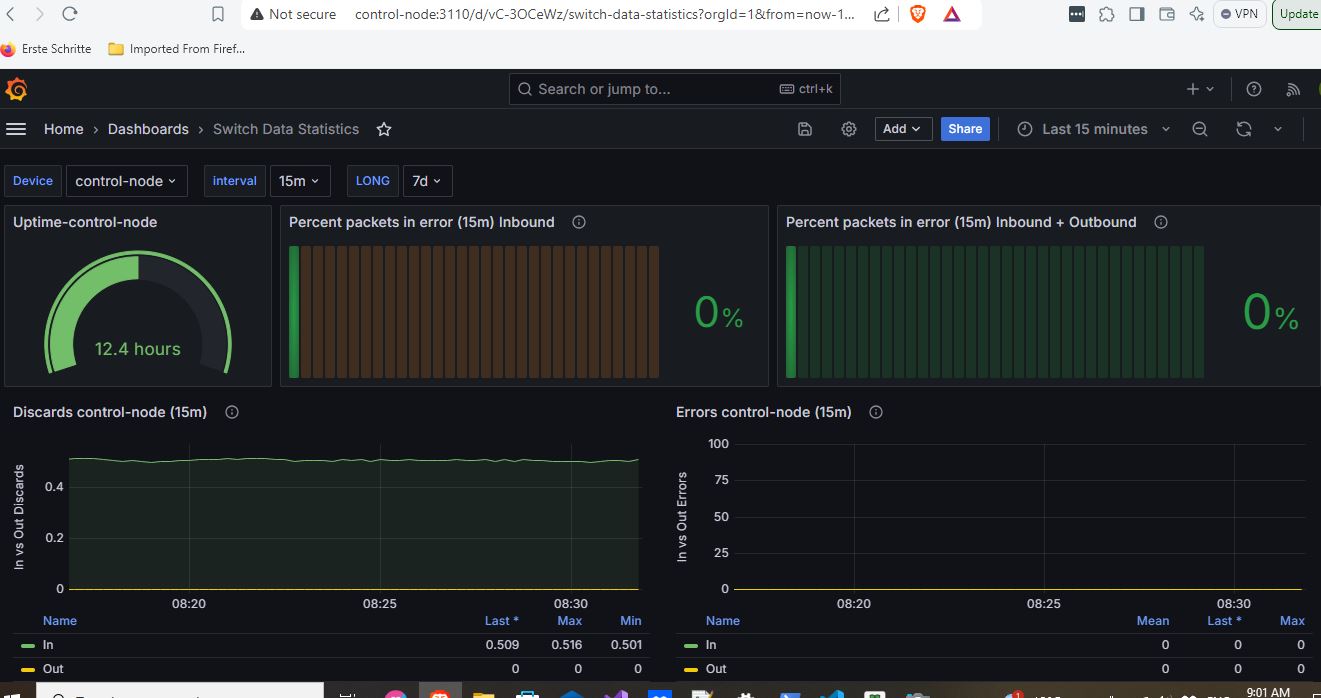 Not secure control-node:3110/d/vC-3OCeWz/switch-data-statistics?orgId=1&from=now-1... VPN Update
Erste Schritte Imported From Firef...
Search or jump to... ctrl+k
Home › Dashboards › Switch Data Statistics Add Share Last 15 minutes
Device control-node interval 15m LONG 7d
Uptime-control-node
12.4 hours
Percent packets in error (15m) Inbound
0%
Percent packets in error (15m) Inbound + Outbound
0%
Discards control-node (15m)
In vs Out Discards
0.4
0.2
0
08:20 08:25 08:30
Name Last * Max Min
In 0.509 0.516 0.501
Out 0 0 0
Errors control-node (15m)
In vs Out Errors
100
75
50
25
0
08:20 08:25 08:30
Name Mean Last * Max
In 0 0 0
Out 0 0 0
9:01 AM